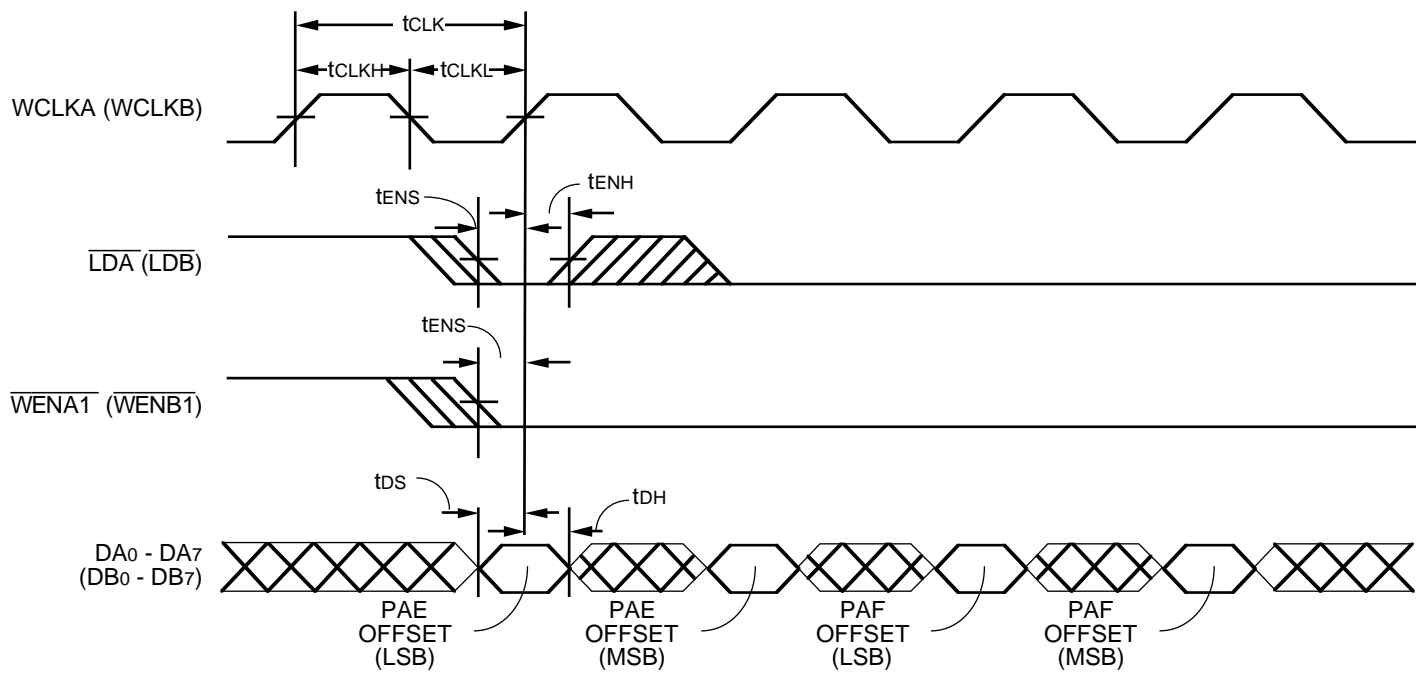 tCLK
tCLKH
tCLKL
WCLKA (WCLKB)
tENS
tENH
LDA (LDB)
tENS
WENA1 (WENB1)
tDS
tDH
DA0 - DA7
(DB0 - DB7)
PAE
OFFSET
(LSB)
PAE
OFFSET
(MSB)
PAF
OFFSET
(LSB)
PAF
OFFSET
(MSB)